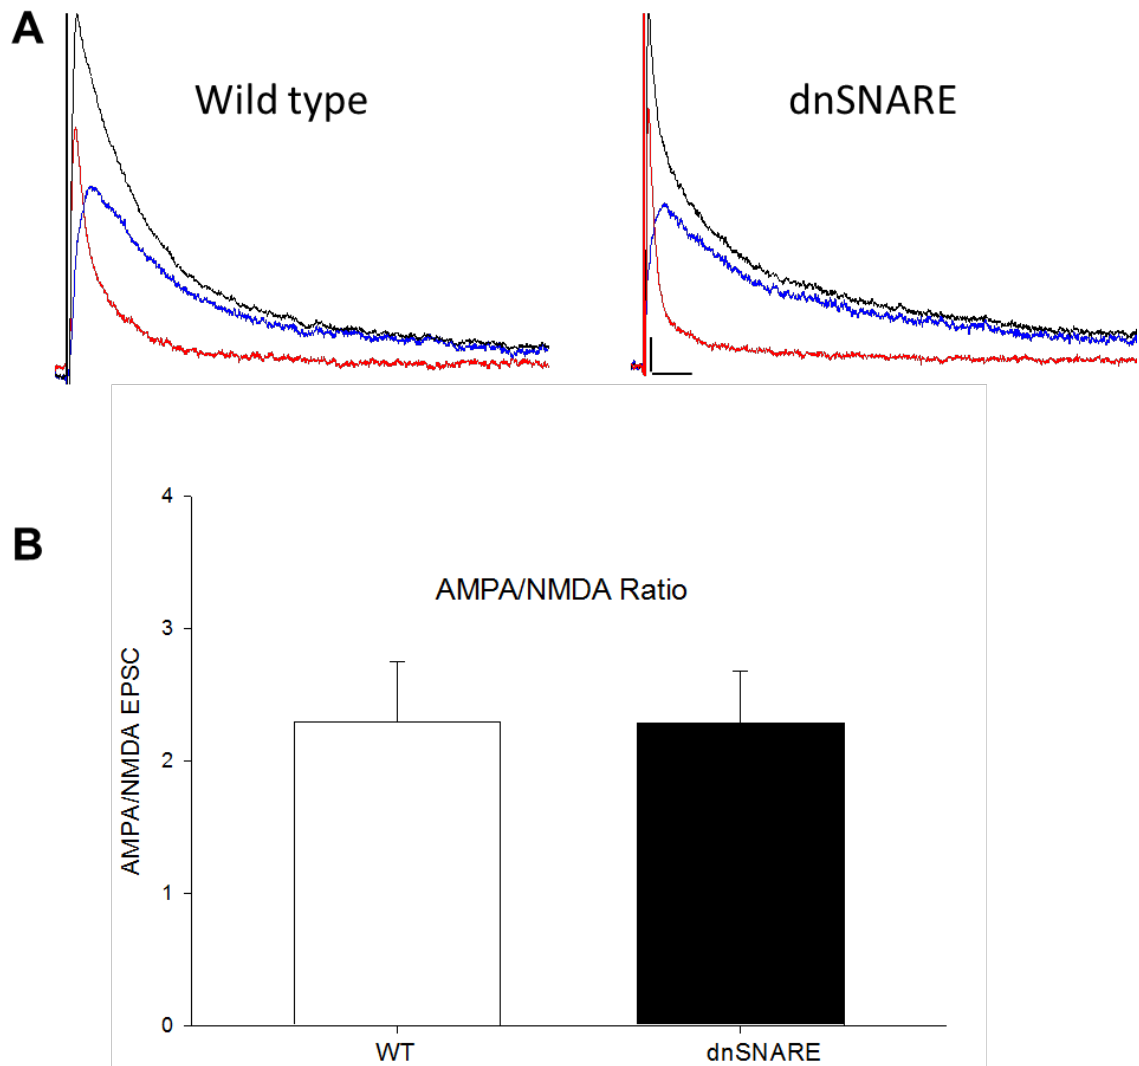 A
Wild type
dnSNARE
B
AMPA/NMDA Ratio
AMPA/NMDA EPSC
4
3
2
1
0
WT
dnSNARE